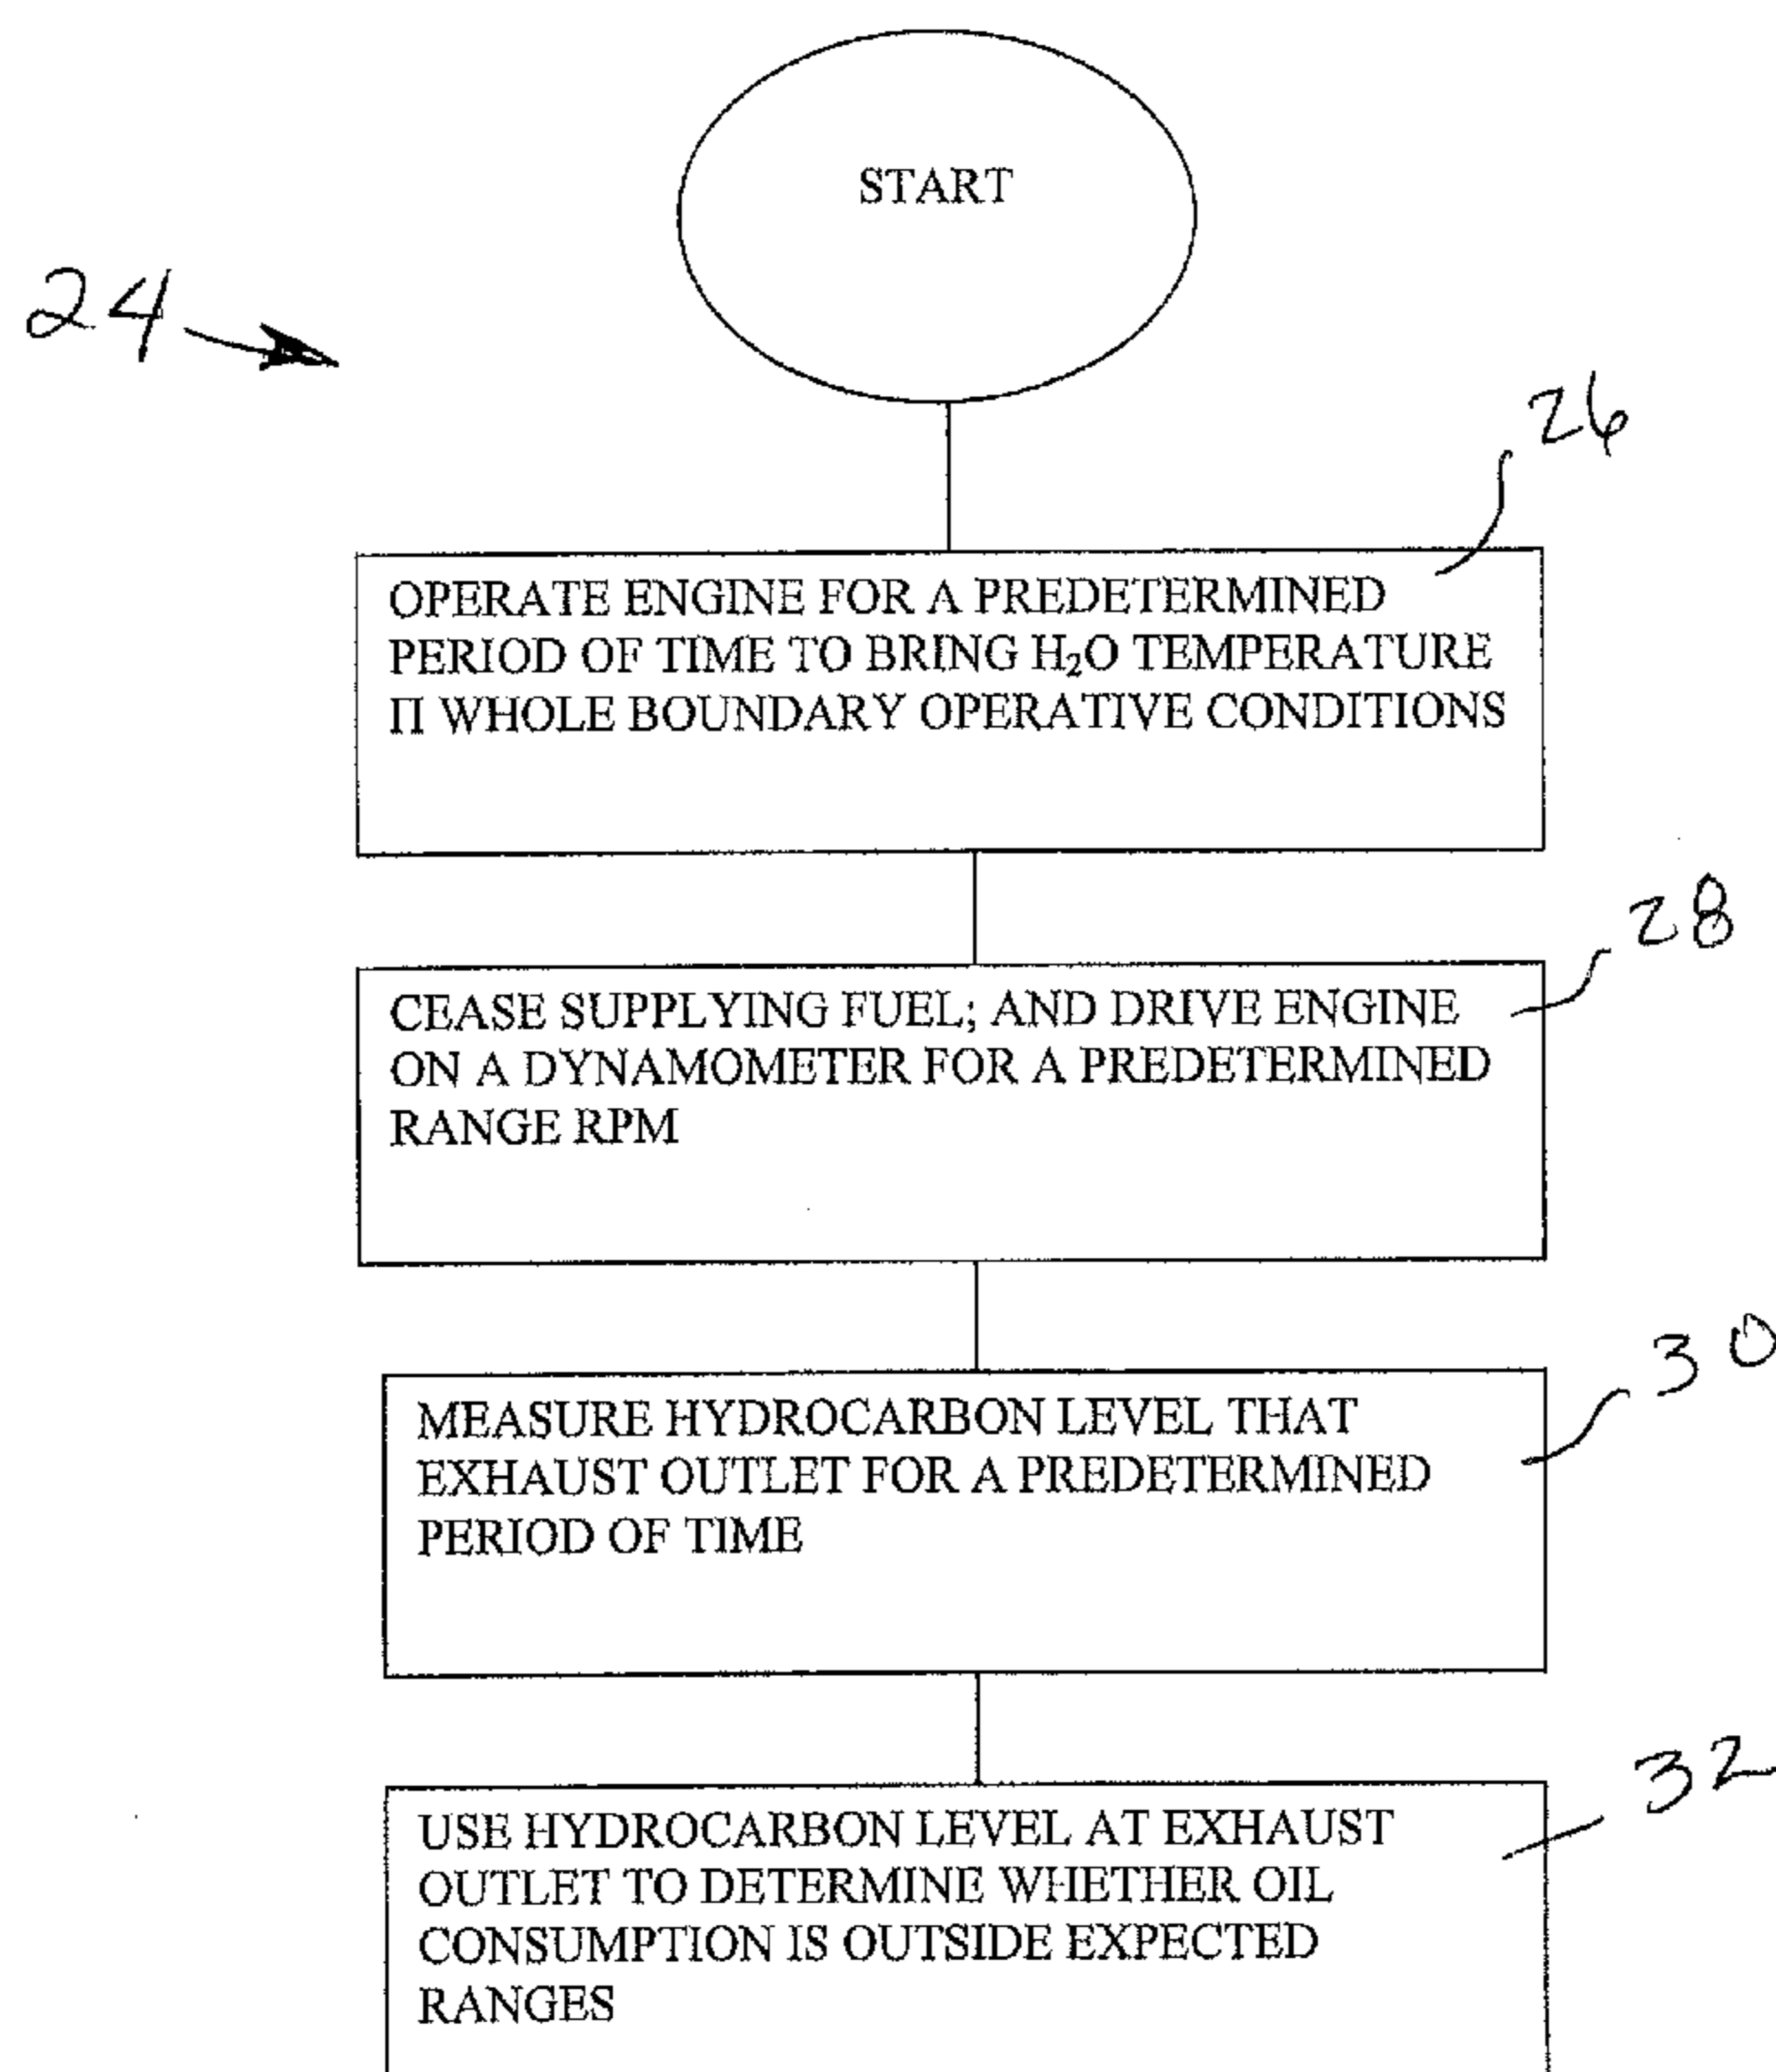 START
24
26
OPERATE ENGINE FOR A PREDETERMINED
PERIOD OF TIME TO BRING H₂O TEMPERATURE
Π WHOLE BOUNDARY OPERATIVE CONDITIONS
28
CEASE SUPPLYING FUEL; AND DRIVE ENGINE
ON A DYNAMOMETER FOR A PREDETERMINED
RANGE RPM
30
MEASURE HYDROCARBON LEVEL THAT
EXHAUST OUTLET FOR A PREDETERMINED
PERIOD OF TIME
32
USE HYDROCARBON LEVEL AT EXHAUST
OUTLET TO DETERMINE WHETHER OIL
CONSUMPTION IS OUTSIDE EXPECTED
RANGES